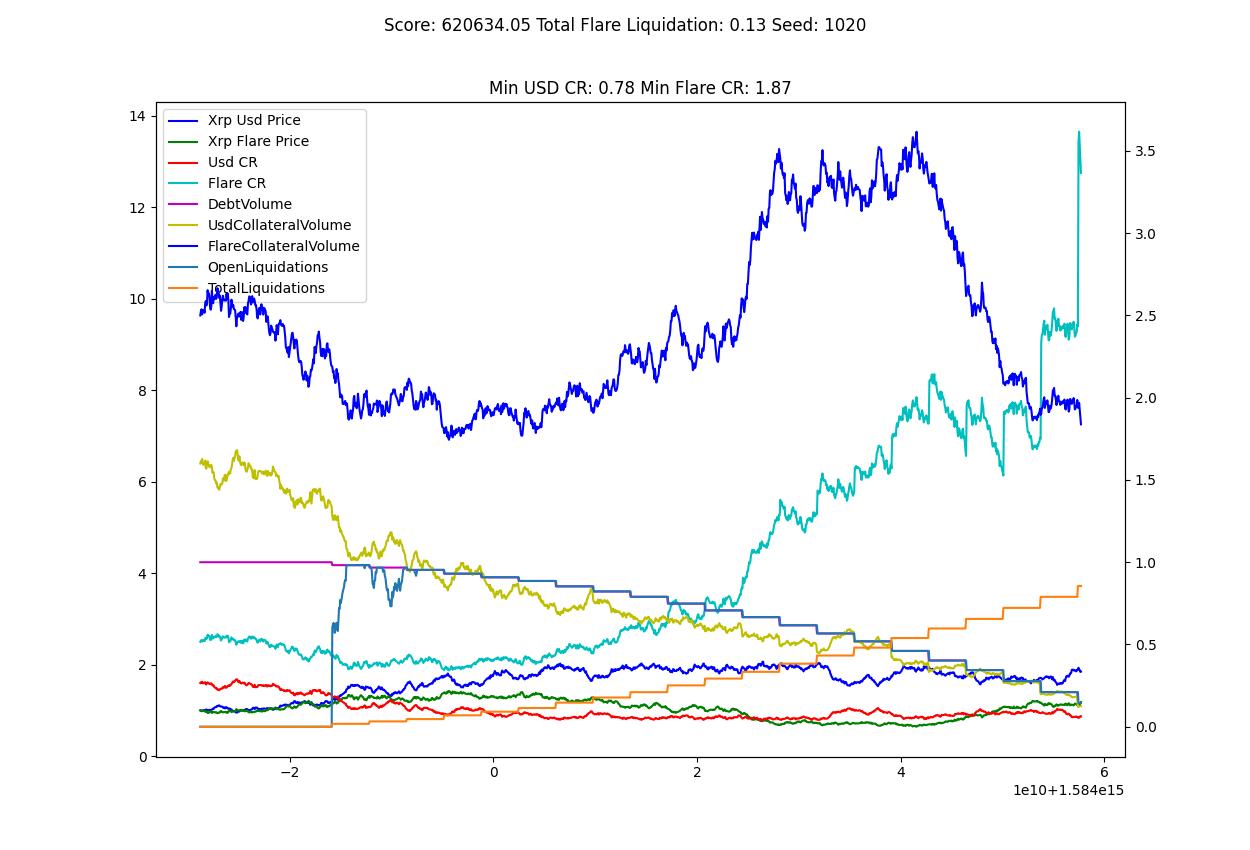 Score: 620634.05 Total Flare Liquidation: 0.13 Seed: 1020
Min USD CR: 0.78 Min Flare CR: 1.87
Xrp Usd Price
Xrp Flare Price
Usd CR
Flare CR
DebtVolume
UsdCollateralVolume
FlareCollateralVolume
OpenLiquidations
TotalLiquidations
14
12
10
8
6
4
2
0
3.5
3.0
2.5
2.0
1.5
1.0
0.5
0.0
−2 0 2 4 6
1e10+1.584e15